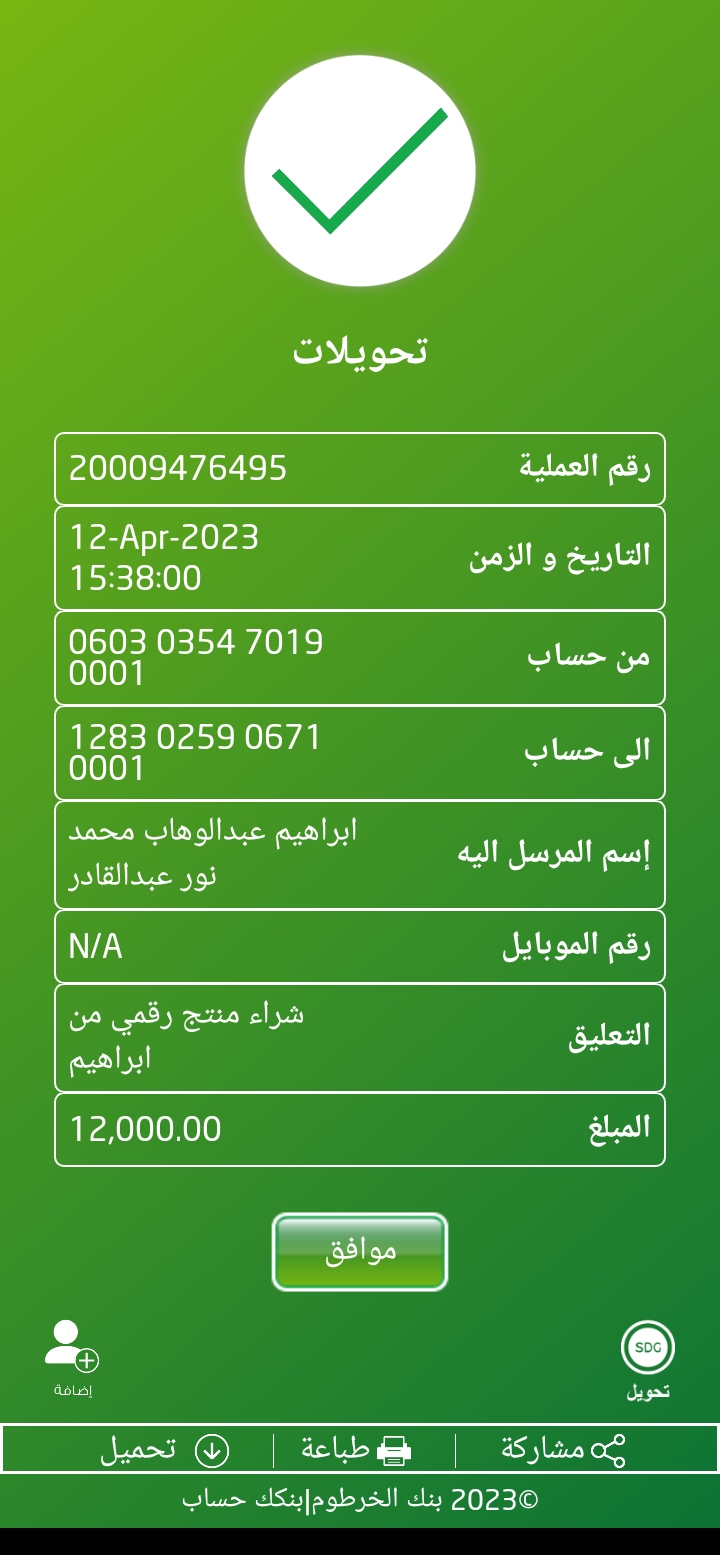 تحويلات
رقم العملية 20009476495
التاريخ و الزمن 12-Apr-2023
15:38:00
من حساب 0603 0354 7019
0001
الى حساب 1283 0259 0671
0001
إسم المرسل اليه ابراهيم عبدالوهاب محمد
نور عبدالقادر
رقم الموبايل N/A
التعليق شراء منتج رقمي من
ابراهيم
المبلغ 12,000.00
موافق
SDG
تحويل
إضافة
مشاركة
طباعة
تحميل
©2023 بنك الخرطوم|بنكك حساب